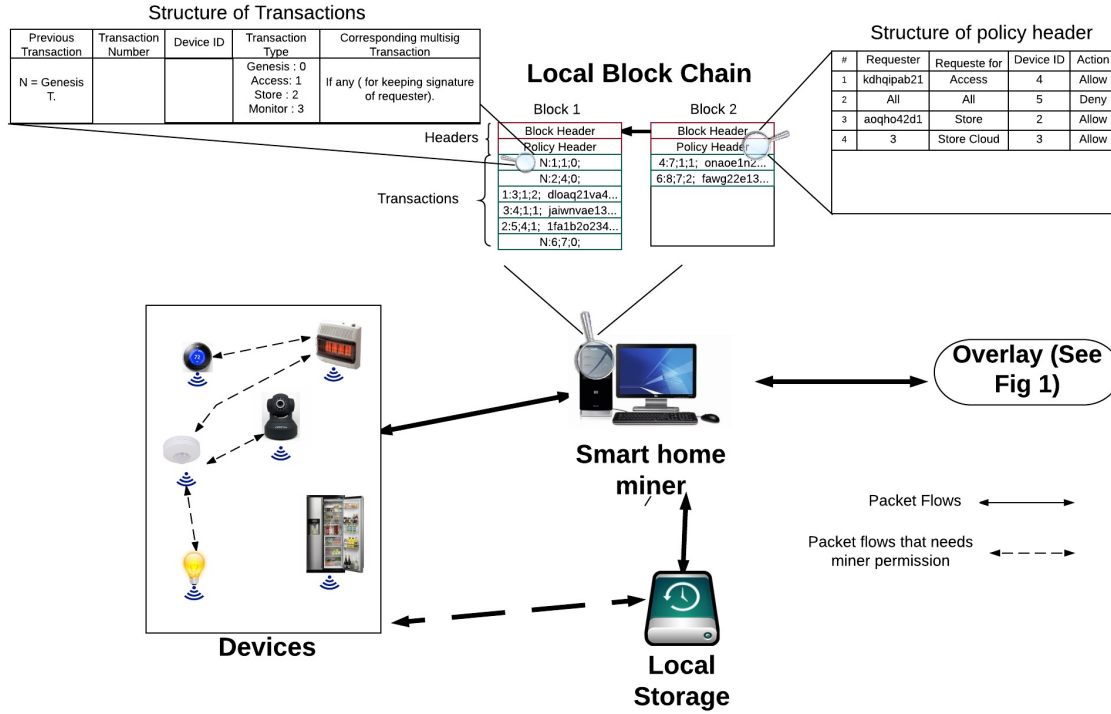 Structure of Transactions
Previous Transaction
Transaction Number
Device ID
Transaction Type
Corresponding multisig Transaction
N = Genesis T.
Genesis : 0
Access: 1
Store : 2
Monitor : 3
If any ( for keeping signature of requester).
Local Block Chain
Block 1
Block 2
Headers
Transactions
Block Header
Policy Header
N:1;1;0;
N:2;4;0;
1:3;1;2; dloaq21va4...
3:4;1;1; jaiwnvae13...
2:5;4;1; 1fa1b2o234...
N:6;7;0;
Block Header
Policy Header
4:7;1;1; onaoe1n2...
6:8;7;2; fawg22e13...
Structure of policy header
# Requester Requeste for Device ID Action
1 kdhqipab21 Access 4 Allow
2 All All 5 Deny
3 aoqho42d1 Store 2 Allow
4 3 Store Cloud 3 Allow
72
Overlay (See
Fig 1)
Smart home
miner
Packet Flows
Packet flows that needs
miner permission
Devices
Local
Storage